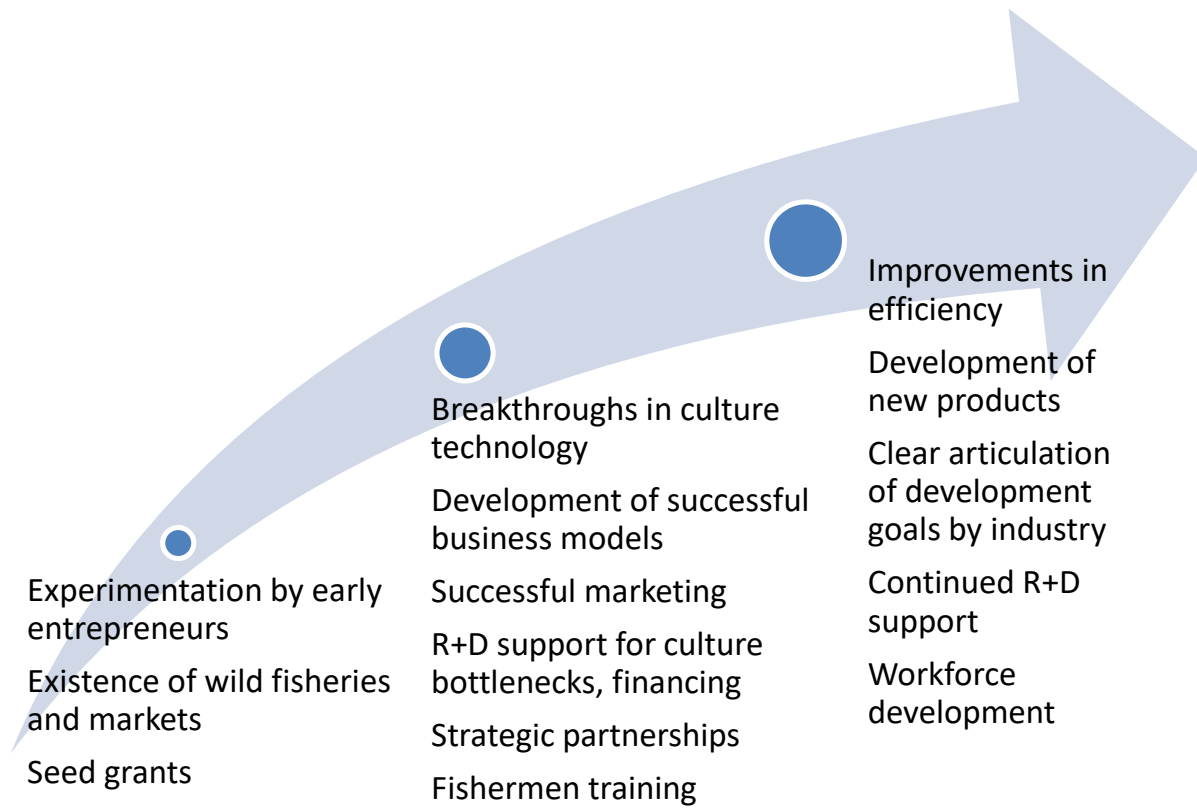 Experimentation by early
entrepreneurs
Existence of wild fisheries
and markets
Seed grants
Breakthroughs in culture
technology
Development of successful
business models
Successful marketing
R+D support for culture
bottlenecks, financing
Strategic partnerships
Fishermen training
Improvements in
efficiency
Development of
new products
Clear articulation
of development
goals by industry
Continued R+D
support
Workforce
development